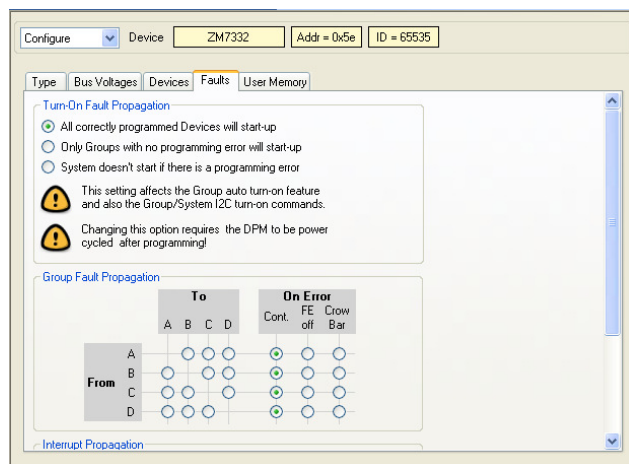 Configure Device ZM7332 Addr = 0x5e ID = 65535
Type Bus Voltages Devices Faults User Memory
Turn-On Fault Propagation
All correctly programmed Devices will start-up
Only Groups with no programming error will start-up
System doesn't start if there is a programming error
This setting affects the Group auto turn-on feature
and also the Group/System I2C turn-on commands.
Changing this option requires the DPM to be power
cycled after programming!
Group Fault Propagation
To On Error
Cont. FE off Crow Bar
A B C D
A
B
From
C
D
Interrupt Propagation